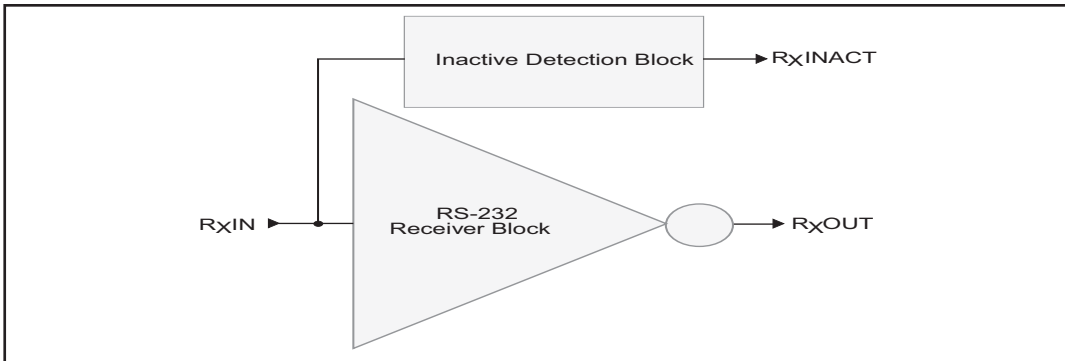 Inactive Detection Block
RXINACT
RXIN
RS-232
Receiver Block
RXOUT